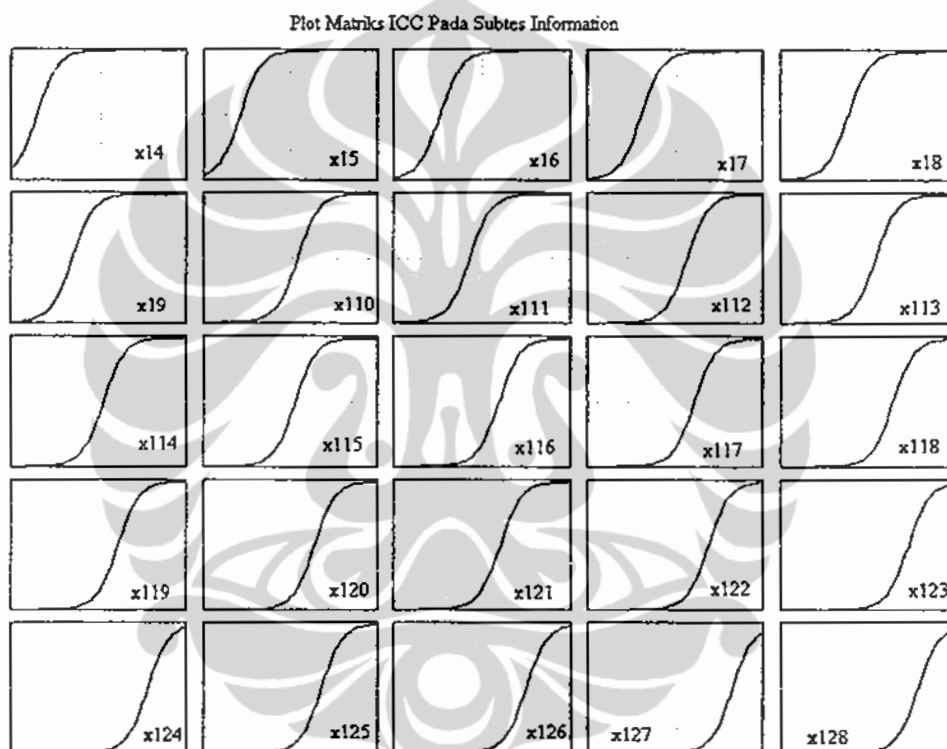 Plot Matriks ICC Pada Subtes Information
x14 x15 x16 x17 x18
x19 x110 x111 x112 x113
x114 x115 x116 x117 x118
x119 x120 x121 x122 x123
x124 x125 x126 x127 x128